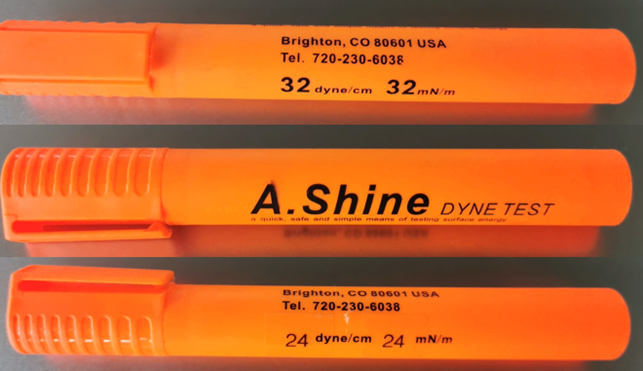 Brighton, CO 80601 USA
Tel. 720-230-6038
32 dyne/cm 32 mN/m
A.Shine DYNE TEST
a quick, safe and simple means of testing surface energy
Brighton, CO 80601 USA
Tel. 720-230-6038
24 dyne/cm 24 mN/m